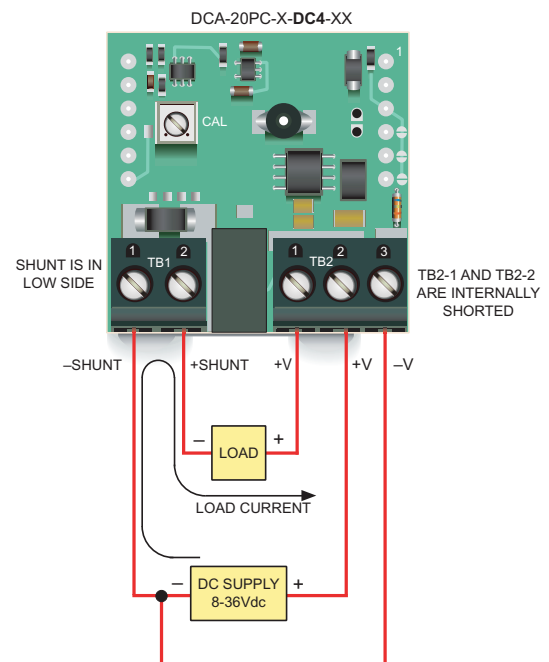 DCA-20PC-X-DC4-XX
1
CAL
SHUNT IS IN
LOW SIDE
1 2
TB1
1 2 3
TB2
TB2-1 AND TB2-2
ARE INTERNALLY
SHORTED
–SHUNT +SHUNT +V +V –V
– LOAD +
LOAD CURRENT
– DC SUPPLY +
8-36Vdc